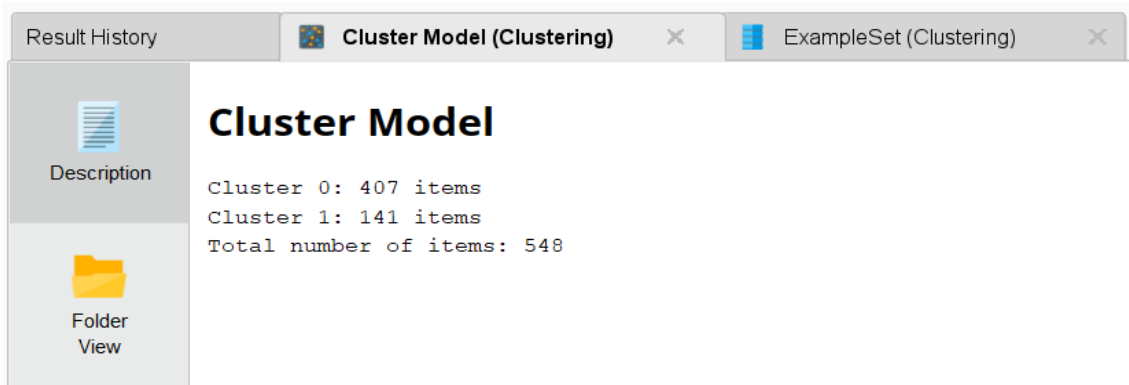 Result History
Cluster Model (Clustering)
ExampleSet (Clustering)
Description
Folder
View
Cluster Model
Cluster 0: 407 items
Cluster 1: 141 items
Total number of items: 548